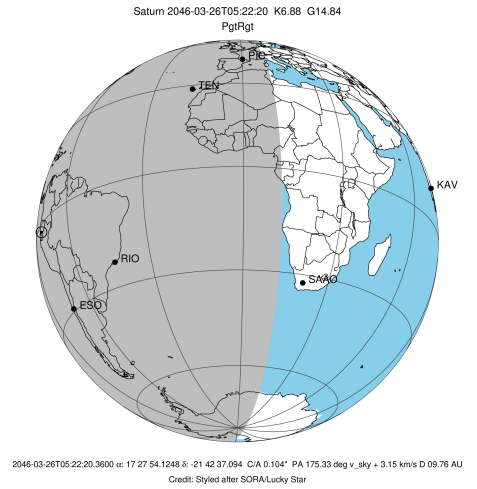 Saturn 2046-03-26T05:22:20 K6.88 G14.84
PgtRgt
PIC
TEN
KAV
RIO
SAAO
ESO
2046-03-26T05:22:20.3600 α: 17 27 54.1248 δ: -21 42 37.094 C/A 0.104" PA 175.33 deg v_sky + 3.15 km/s D 09.76 AU
Credit: Styled after SORA/Lucky Star